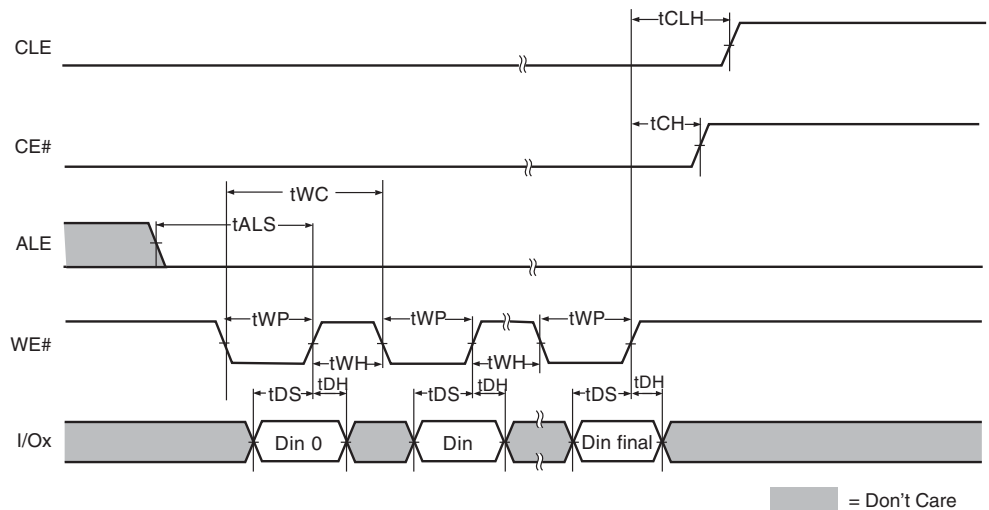 tCLH
CLE
tCH
CE#
tWC
tALS
ALE
tWP tWP tWP
WE#
tWH tWH
tDS tDH tDS tDH tDS tDH
I/Ox Din 0 Din Din final
= Don't Care